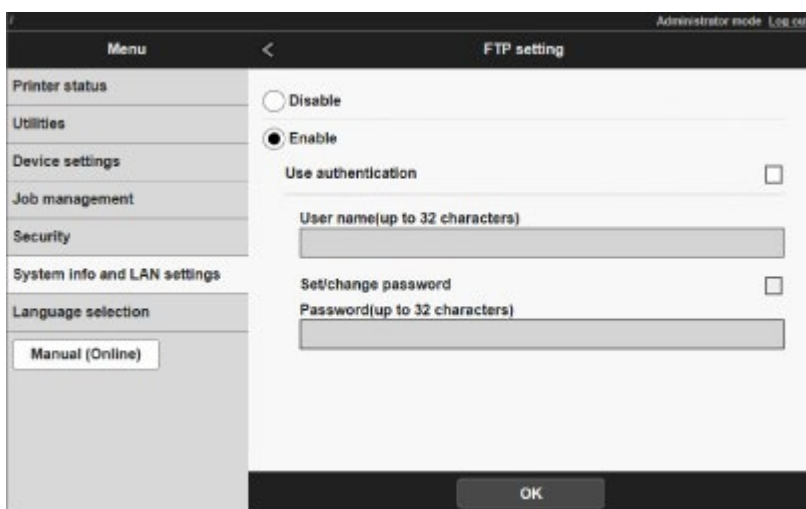 Administrator mode Log out
Menu
< FTP setting
Printer status
Utilities
Device settings
Job management
Security
System info and LAN settings
Language selection
Manual (Online)
Disable
Enable
Use authentication
User name(up to 32 characters)
Set/change password
Password(up to 32 characters)
OK